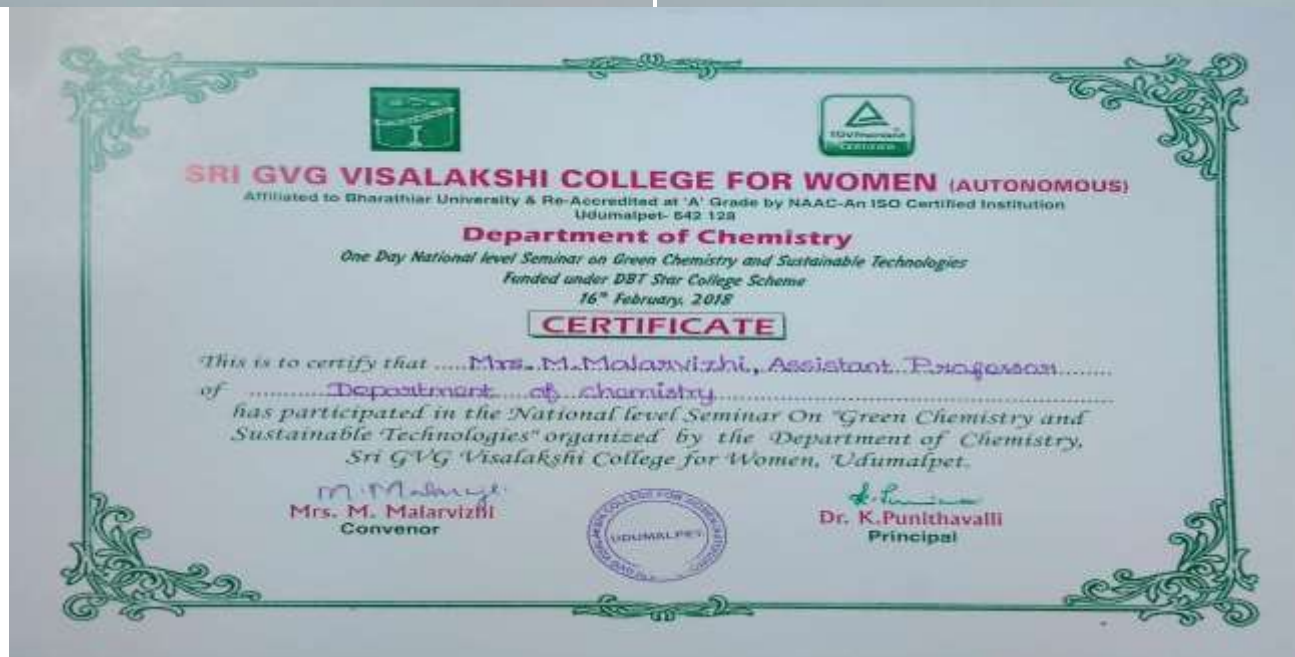 TÜVRheinland
CERTIFIED
SRI GVG VISALAKSHI COLLEGE FOR WOMEN (AUTONOMOUS)
Affiliated to Bharathiar University & Re-Accredited at 'A' Grade by NAAC-An ISO Certified Institution
Udumalpet- 642 128
Department of Chemistry
One Day National level Seminar on Green Chemistry and Sustainable Technologies
Funded under DBT Star College Scheme
16th February, 2018
CERTIFICATE
This is to certify that ..... Mrs. M. Malarvizhi, Assistant Professor ........
of ............ Department of chemistry ............
has participated in the National level Seminar On "Green Chemistry and
Sustainable Technologies" organized by the Department of Chemistry,
Sri GVG Visalakshi College for Women, Udumalpet.
Mrs. M. Malarvizhi
Convenor
UDUMALPET
Dr. K.Punithavalli
Principal